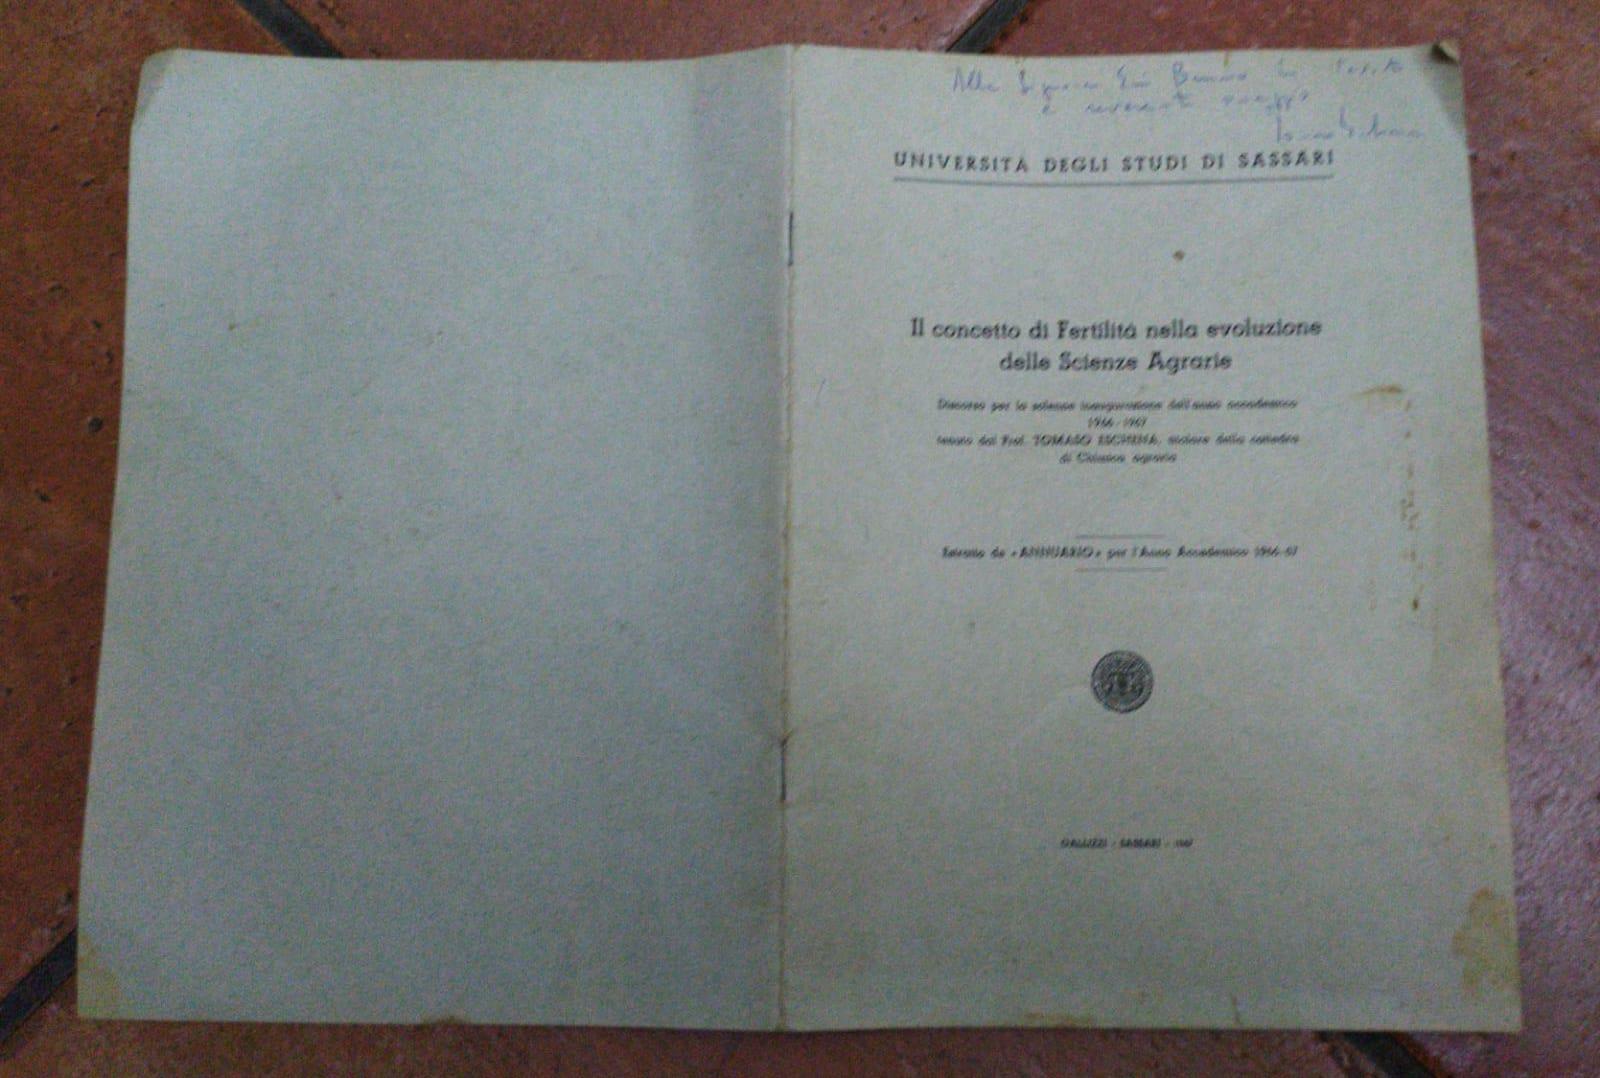 Alla Signora
e
UNIVERSITÀ DEGLI STUDI DI SASSARI
Il concetto di Fertilità nella evoluzione
delle Scienze Agrarie
Discorso per la solenne inaugurazione dell'anno accademico
1966-1967
tenuto dal Prof. TOMASO ESCHENA, titolare della cattedra
di Chimica agraria
Estratto da «ANNUARIO» per l'Anno Accademico 1966-67
GALLIZZI - SASSARI - 1967